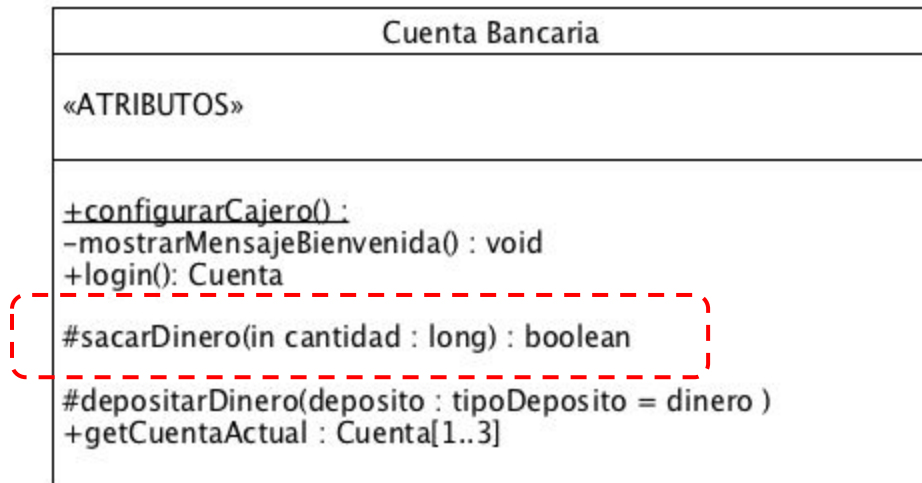 Cuenta Bancaria
«ATRIBUTOS»
+configurarCajero() :
-mostrarMensajeBienvenida() : void
+login(): Cuenta
#sacarDinero(in cantidad : long) : boolean
#depositarDinero(deposito : tipoDeposito = dinero )
+getCuentaActual : Cuenta[1..3]